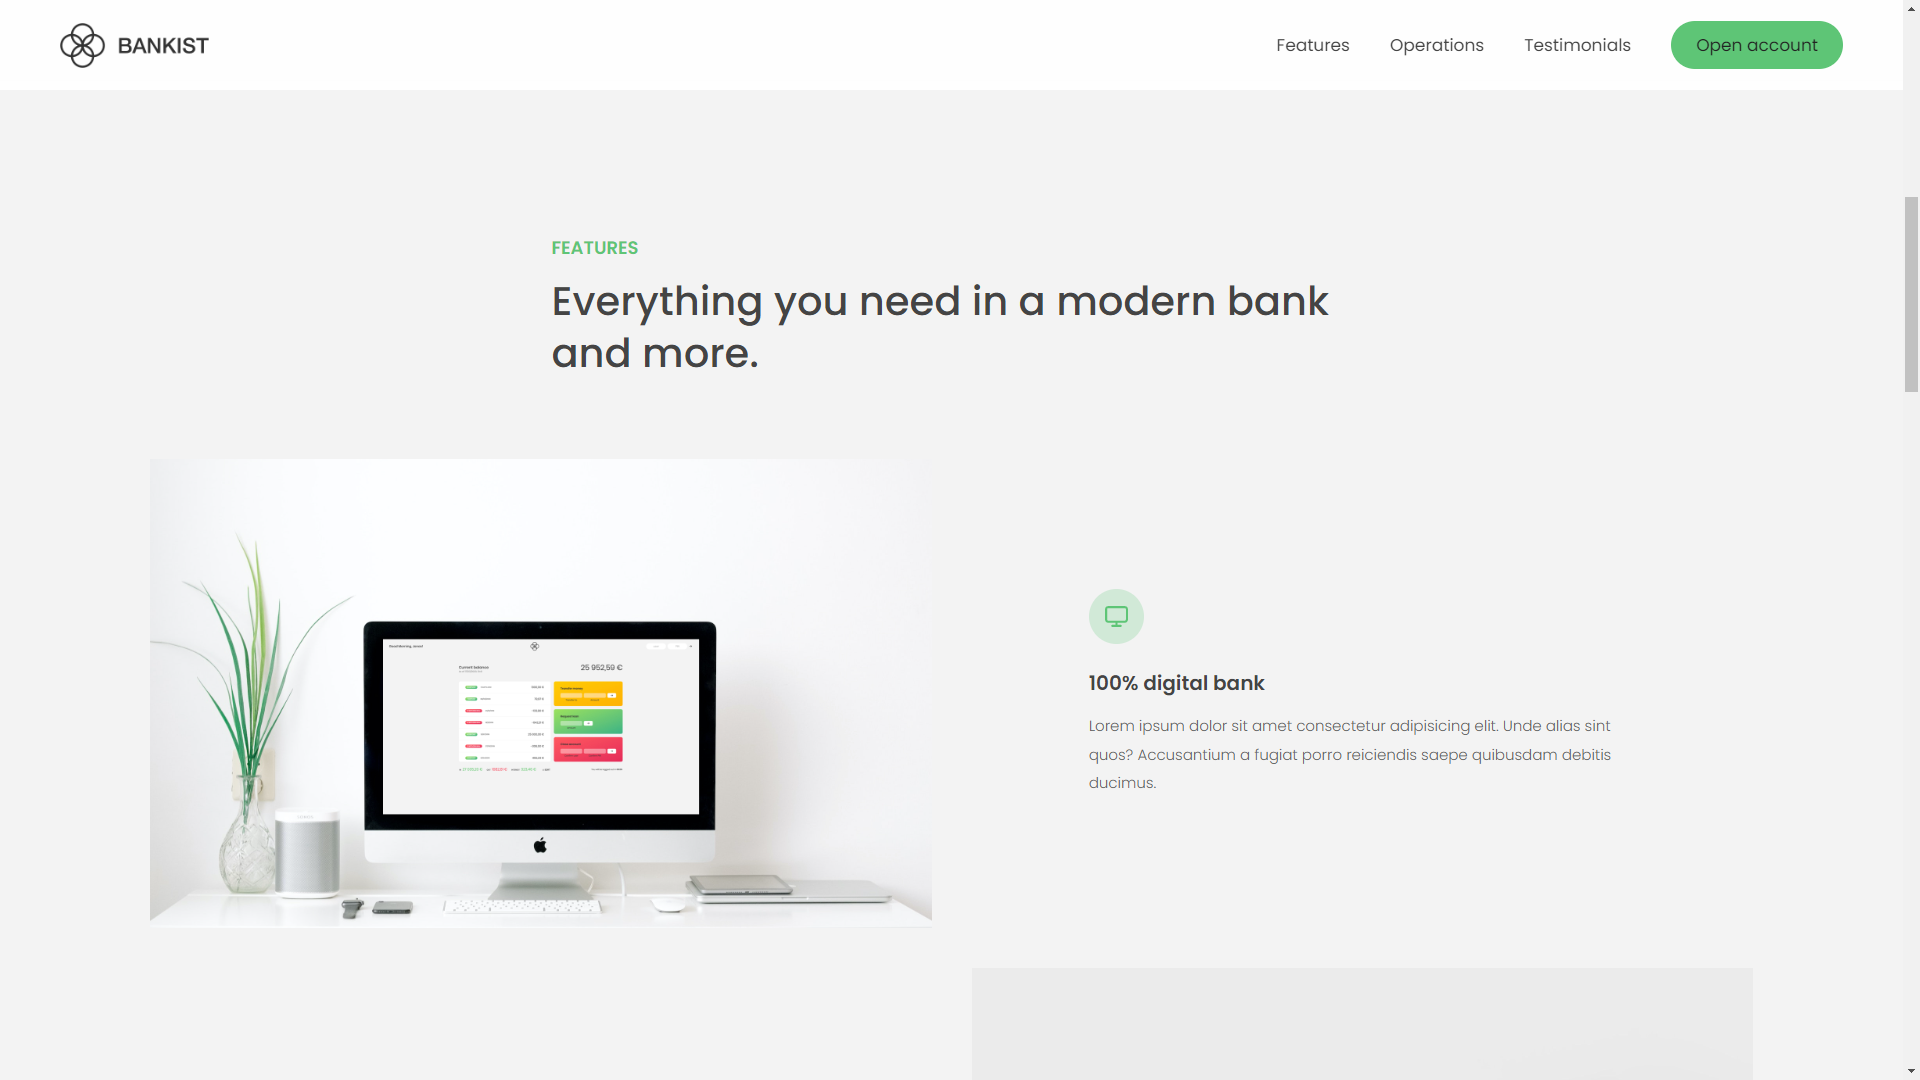 BANKIST
Features
Operations
Testimonials
Open account
FEATURES
Everything you need in a modern bank
and more.
Current balance
25 952,59 €
100% digital bank
Lorem ipsum dolor sit amet consectetur adipisicing elit. Unde alias sint
quos? Accusantium a fugiat porro reiciendis saepe quibusdam debitis
ducimus.